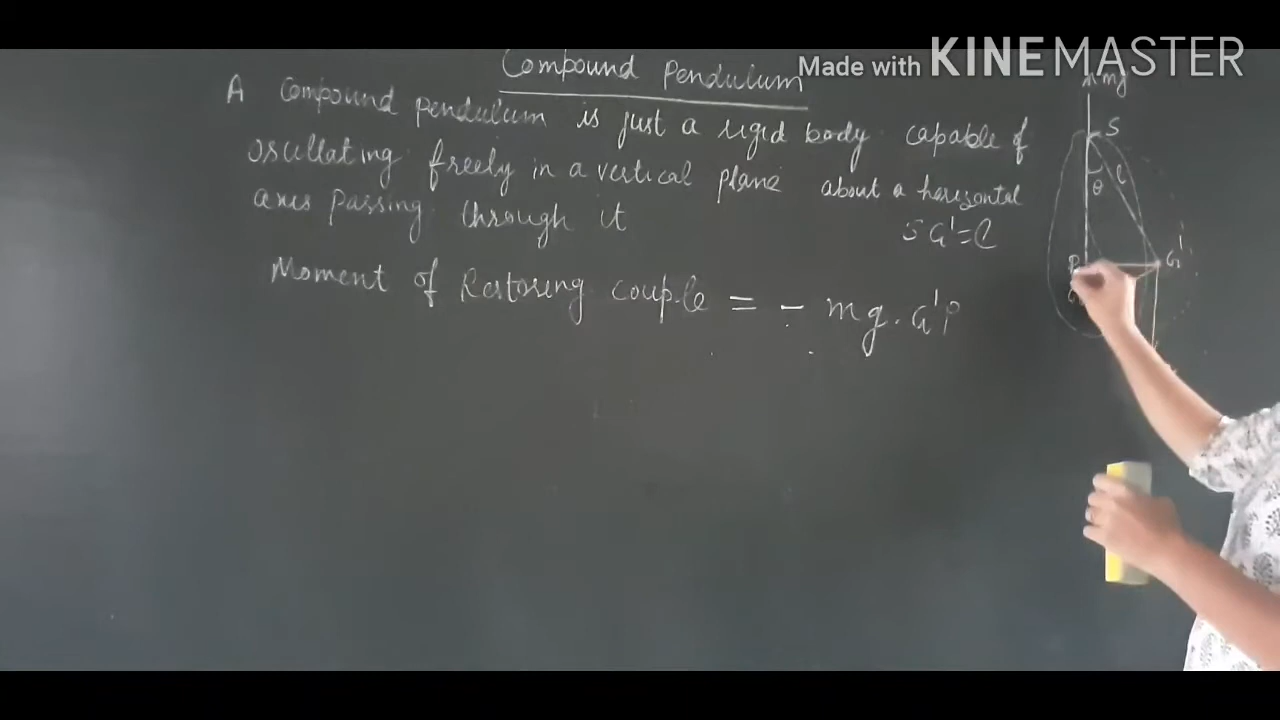 Made with KINEMASTER
Compound Pendulum
A Compound pendulum is just a rigid body capable of
oscillating freely in a vertical plane about a horizontal
axis passing through it
SG'=l
Moment of Restoring couple = - mg. G'P
mg
S
l
θ
G'
P